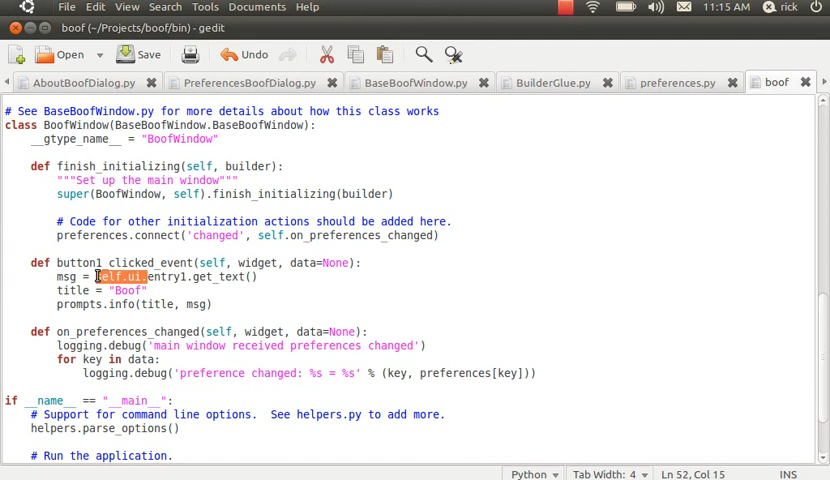 File Edit View Search Tools Documents Help 11:15 AM rick
boof (~/Projects/boof/bin) - gedit
Open Save Undo
AboutBoofDialog.py PreferencesBoofDialog.py BaseBoofWindow.py BuilderGlue.py preferences.py boof
# See BaseBoofWindow.py for more details about how this class works
class BoofWindow(BaseBoofWindow.BaseBoofWindow):
__gtype_name__ = "BoofWindow"
def finish_initializing(self, builder):
"""Set up the main window"""
super(BoofWindow, self).finish_initializing(builder)
# Code for other initialization actions should be added here.
preferences.connect('changed', self.on_preferences_changed)
def button1_clicked_event(self, widget, data=None):
msg = self.ui.entry1.get_text()
title = "Boof"
prompts.info(title, msg)
def on_preferences_changed(self, widget, data=None):
logging.debug('main window received preferences changed')
for key in data:
logging.debug('preference changed: %s = %s' % (key, preferences[key]))
if __name__ == "__main__":
# Support for command line options.  See helpers.py to add more.
helpers.parse_options()
# Run the application.
Python Tab Width: 4 Ln 52, Col 15 INS